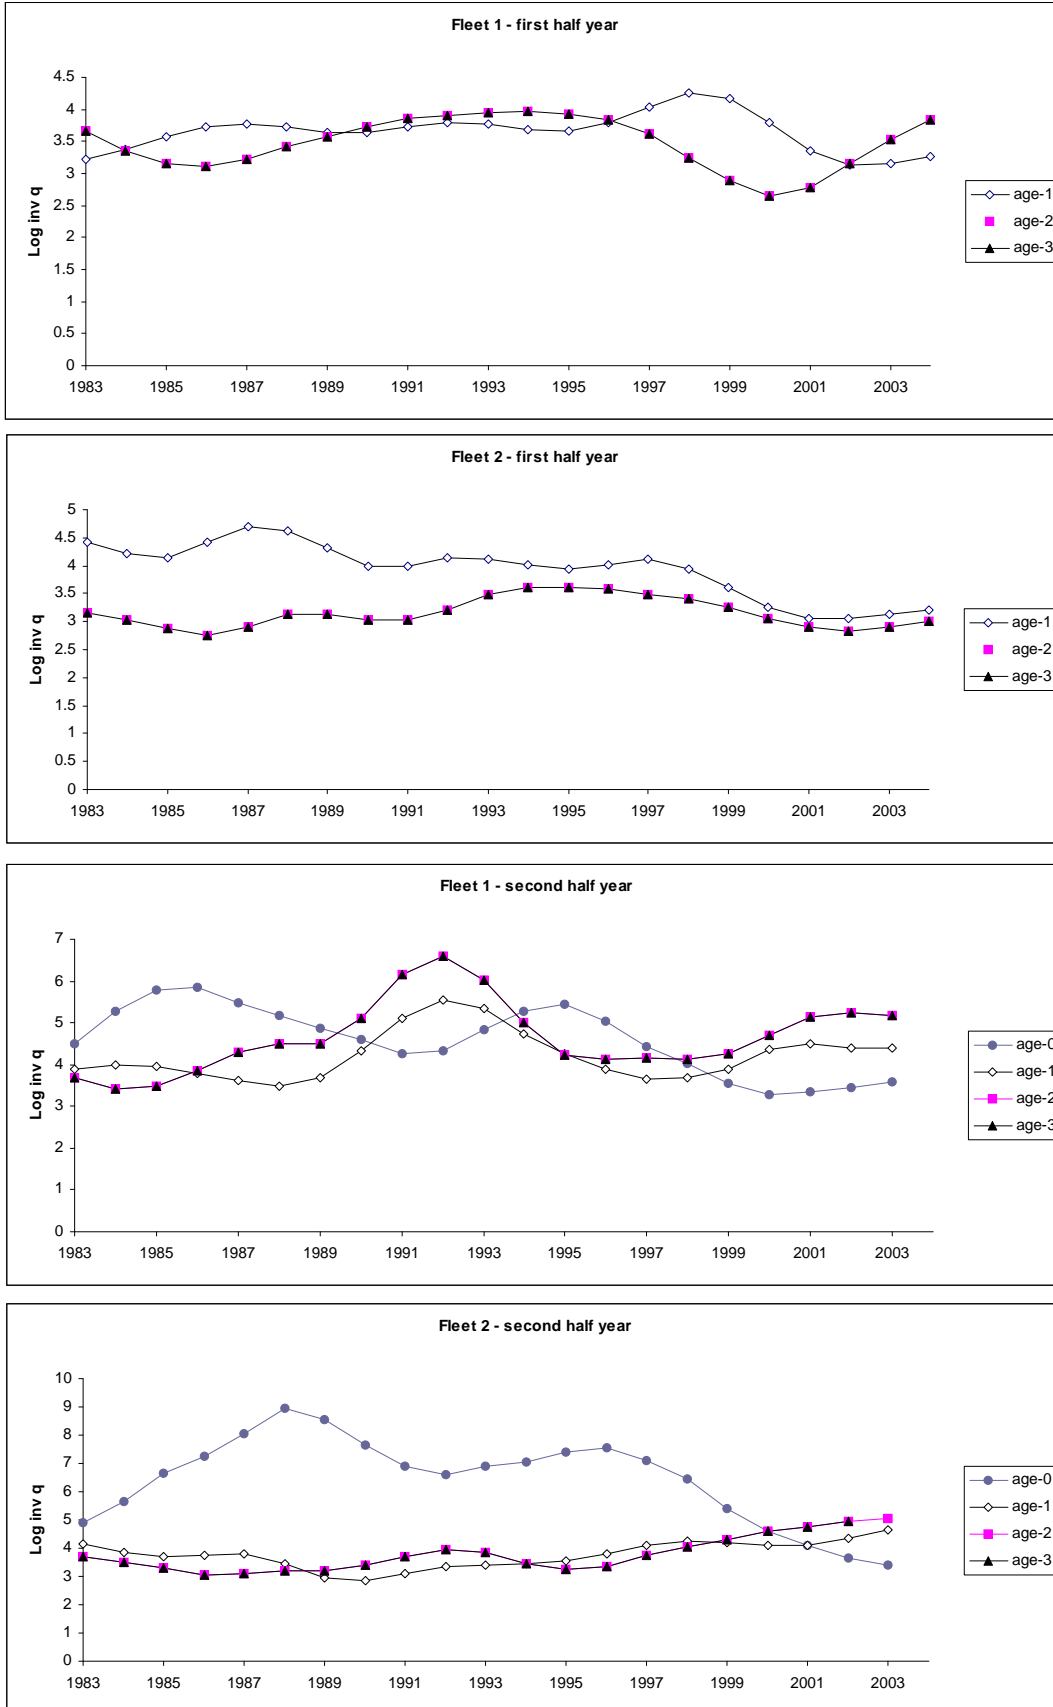 Fleet 1 - first half year
4.5
4
3.5
3
2.5
2
1.5
1
0.5
0
Log inv q
1983 1985 1987 1989 1991 1993 1995 1997 1999 2001 2003
age-1
age-2
age-3
Fleet 2 - first half year
5
4.5
4
3.5
3
2.5
2
1.5
1
0.5
0
Log inv q
1983 1985 1987 1989 1991 1993 1995 1997 1999 2001 2003
age-1
age-2
age-3
Fleet 1 - second half year
7
6
5
4
3
2
1
0
Log inv q
1983 1985 1987 1989 1991 1993 1995 1997 1999 2001 2003
age-0
age-1
age-2
age-3
Fleet 2 - second half year
10
9
8
7
6
5
4
3
2
1
0
Log inv q
1983 1985 1987 1989 1991 1993 1995 1997 1999 2001 2003
age-0
age-1
age-2
age-3